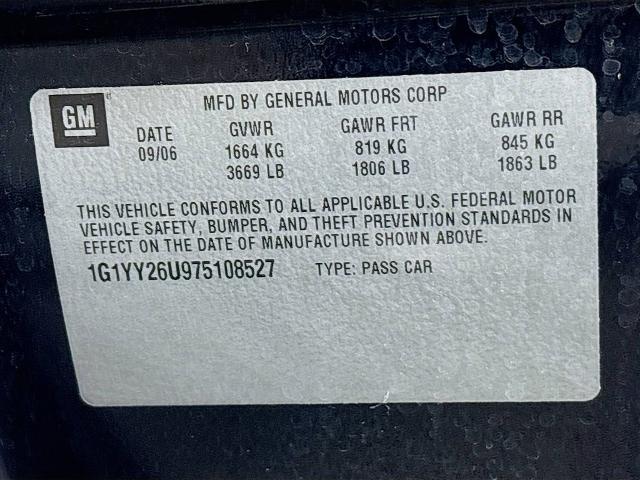 GM
MFD BY GENERAL MOTORS CORP
DATE GVWR GAWR FRT GAWR RR
09/06 1664 KG 819 KG 845 KG
3669 LB 1806 LB 1863 LB
THIS VEHICLE CONFORMS TO ALL APPLICABLE U.S. FEDERAL MOTOR
VEHICLE SAFETY, BUMPER, AND THEFT PREVENTION STANDARDS IN
EFFECT ON THE DATE OF MANUFACTURE SHOWN ABOVE.
1G1YY26U975108527 TYPE: PASS CAR